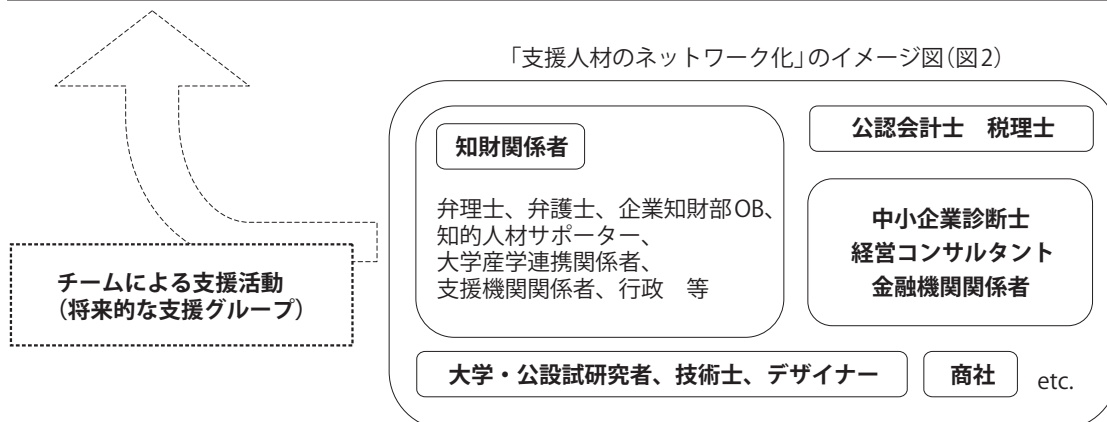 「支援人材のネットワーク化」のイメージ図(図2)
知財関係者
弁理士、弁護士、企業知財部OB、
知的人材サポーター、
大学産学連携関係者、
支援機関関係者、行政　等
公認会計士　税理士
中小企業診断士
経営コンサルタント
金融機関関係者
チームによる支援活動
(将来的な支援グループ)
大学・公設試研究者、技術士、デザイナー
商社
etc.